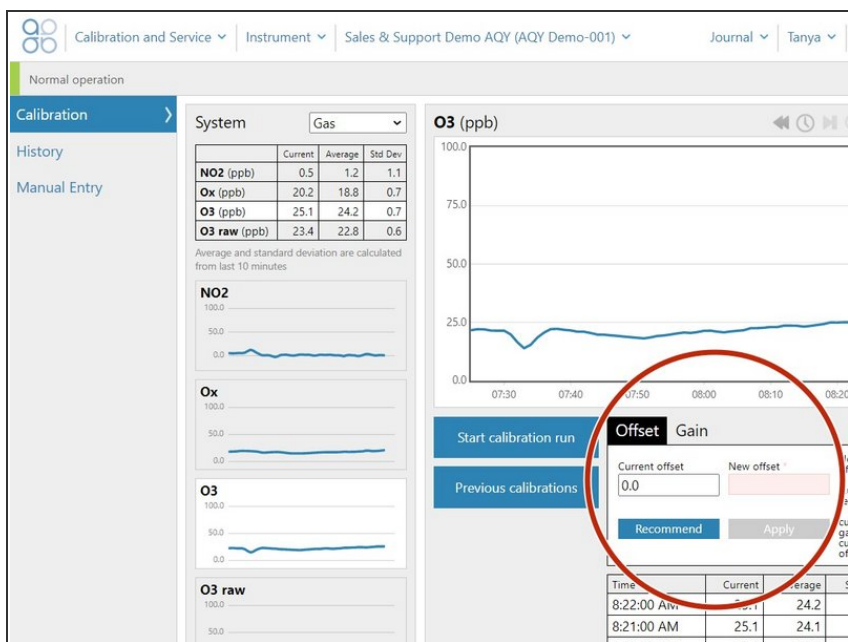 Calibration and Service Instrument Sales & Support Demo AQY (AQY Demo-001) Journal Tanya
Normal operation
Calibration
History
Manual Entry
System Gas
Current Average Std Dev
NO2 (ppb) 0.5 1.2 1.1
Ox (ppb) 20.2 18.8 0.7
O3 (ppb) 25.1 24.2 0.7
O3 raw (ppb) 23.4 22.8 0.6
Average and standard deviation are calculated
from last 10 minutes
NO2
100.0
50.0
0.0
Ox
100.0
50.0
0.0
O3
100.0
50.0
0.0
O3 raw
100.0
50.0
O3 (ppb)
100.0
75.0
50.0
25.0
0.0
07:30 07:40 07:50 08:00 08:10 08:20
Start calibration run
Previous calibrations
Offset Gain
Current offset New offset *
0.0
Recommend Apply
Time Current
8:22:00 AM 24.2
8:21:00 AM 25.1 24.1